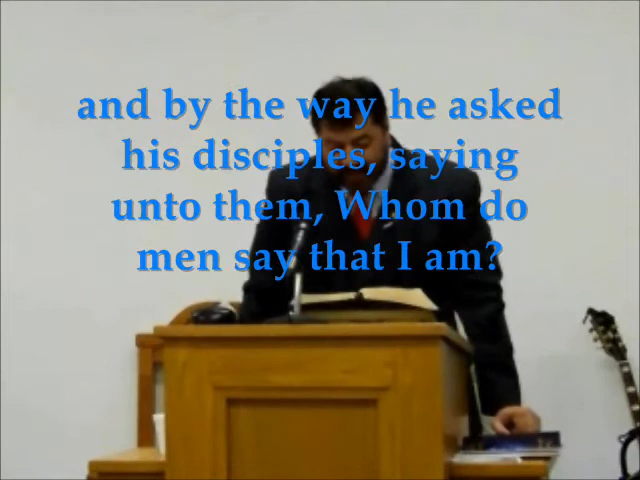 and by the way he asked
his disciples, saying
unto them, Whom do
men say that I am?